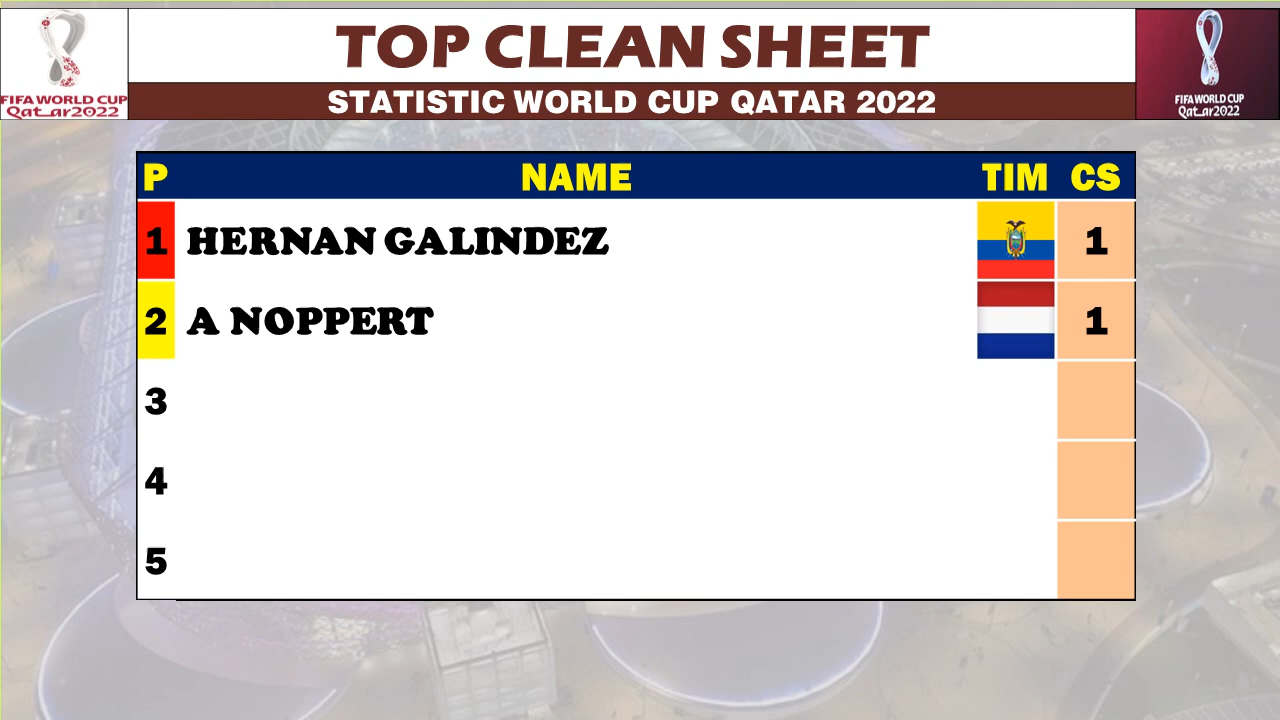 FIFA WORLD CUP
Qatar2022
TOP CLEAN SHEET
STATISTIC WORLD CUP QATAR 2022
FIFA WORLD CUP
Qatar2022
P NAME TIM CS
1 HERNAN GALINDEZ 1
2 A NOPPERT 1
3
4
5